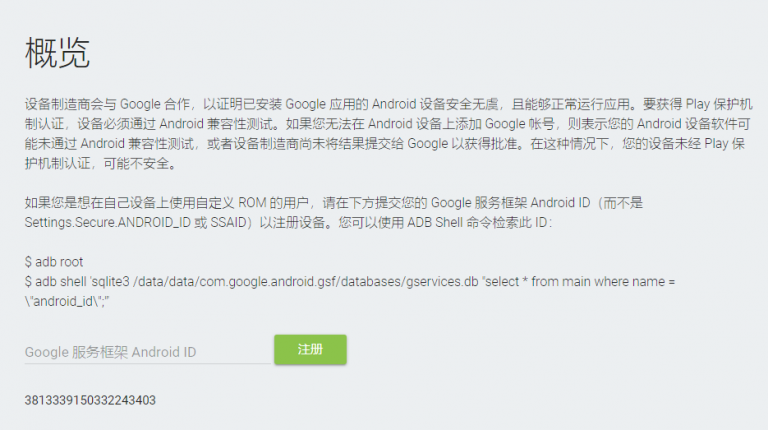 概览
设备制造商会与 Google 合作，以证明已安装 Google 应用的 Android 设备安全无虞，且能够正常运行应用。要获得 Play 保护机
制认证，设备必须通过 Android 兼容性测试。如果您无法在 Android 设备上添加 Google 帐号，则表示您的 Android 设备软件可
能未通过 Android 兼容性测试，或者设备制造商尚未将结果提交给 Google 以获得批准。在这种情况下，您的设备未经 Play 保
护机制认证，可能不安全。
如果您是想在自己设备上使用自定义 ROM 的用户，请在下方提交您的 Google 服务框架 Android ID（而不是
Settings.Secure.ANDROID_ID 或 SSAID）以注册设备。您可以使用 ADB Shell 命令检索此 ID：
$ adb root
$ adb shell 'sqlite3 /data/data/com.google.android.gsf/databases/gservices.db "select * from main where name =
\"android_id\";"'
Google 服务框架 Android ID 注册
3813339150332243403